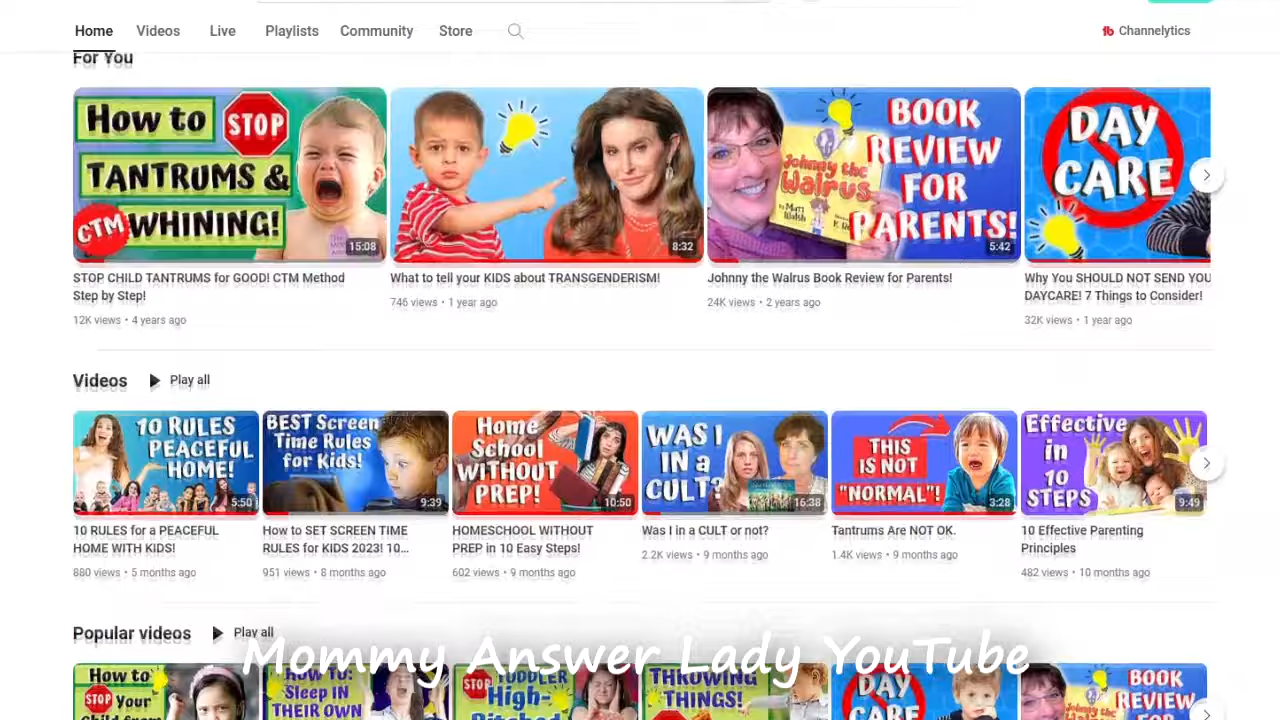 Home Videos Live Playlists Community Store Channelytics
For You
How to STOP
TANTRUMS &
CTM WHINING!
15:08
8:32
BOOK
REVIEW
FOR
PARENTS!
Johnny the
Walrus
by Matt
Walsh
5:42
DAY
CARE
STOP CHILD TANTRUMS for GOOD! CTM Method
Step by Step!
12K views • 4 years ago
What to tell your KIDS about TRANSGENDERISM!
746 views • 1 year ago
Johnny the Walrus Book Review for Parents!
24K views • 2 years ago
Why You SHOULD NOT SEND YOU
DAYCARE! 7 Things to Consider!
32K views • 1 year ago
Videos Play all
10 RULES
PEACEFUL
HOME!
5:50
BEST Screen
Time Rules
for Kids!
9:39
Home
School
WITHOUT
PREP!
10:50
WAS I
IN a
CULT?
16:38
THIS
IS NOT
"NORMAL"!
3:28
Effective
in
10
STEPS
9:49
10 RULES for a PEACEFUL
HOME WITH KIDS!
880 views • 5 months ago
How to SET SCREEN TIME
RULES for KIDS 2023! 10...
951 views • 8 months ago
HOMESCHOOL WITHOUT
PREP in 10 Easy Steps!
602 views • 9 months ago
Was I in a CULT or not?
2.2K views • 9 months ago
Tantrums Are NOT OK.
1.4K views • 9 months ago
10 Effective Parenting
Principles
482 views • 10 months ago
Popular videos Play all
Mommy Answer Lady YouTube
How to
STOP Your
Child from
HOW TO:
Sleep IN
THEIR OWN
STOP TODDLER
High-
Pitched
THROWING
THINGS!
DAY
CARE
BOOK
REVIEW
FOR